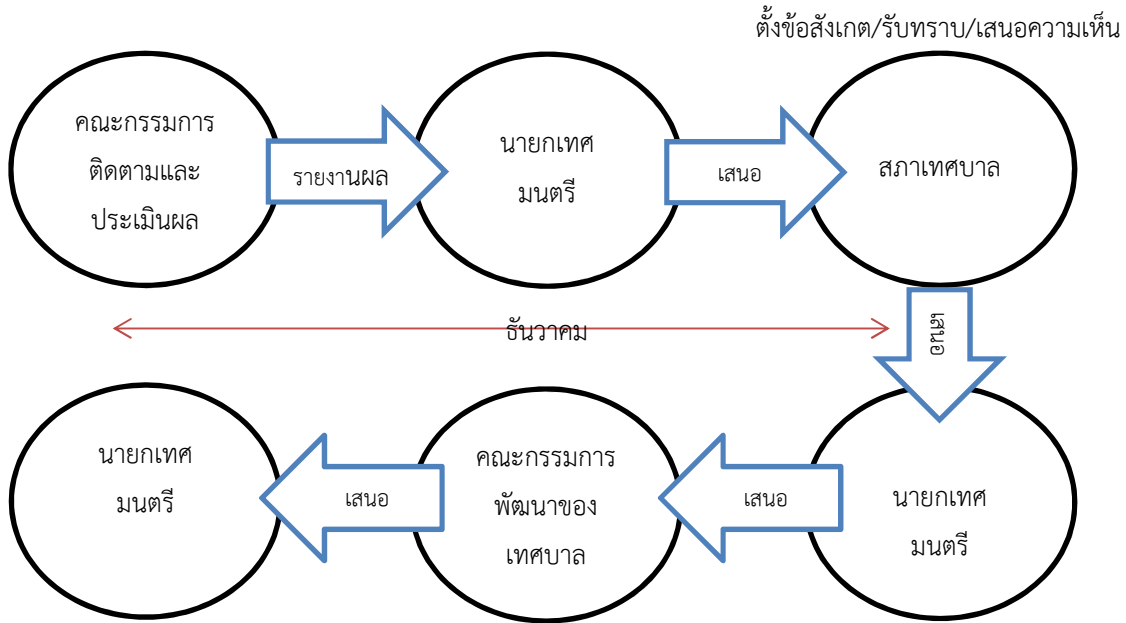 ตั้งข้อสังเกต/รับทราบ/เสนอความเห็น
คณะกรรมการ
ติดตามและ
ประเมินผล
รายงานผล
นายกเทศ
มนตรี
เสนอ
สภาเทศบาล
ธันวาคม
เสนอ
นายกเทศ
มนตรี
เสนอ
คณะกรรมการ
พัฒนาของ
เทศบาล
เสนอ
นายกเทศ
มนตรี